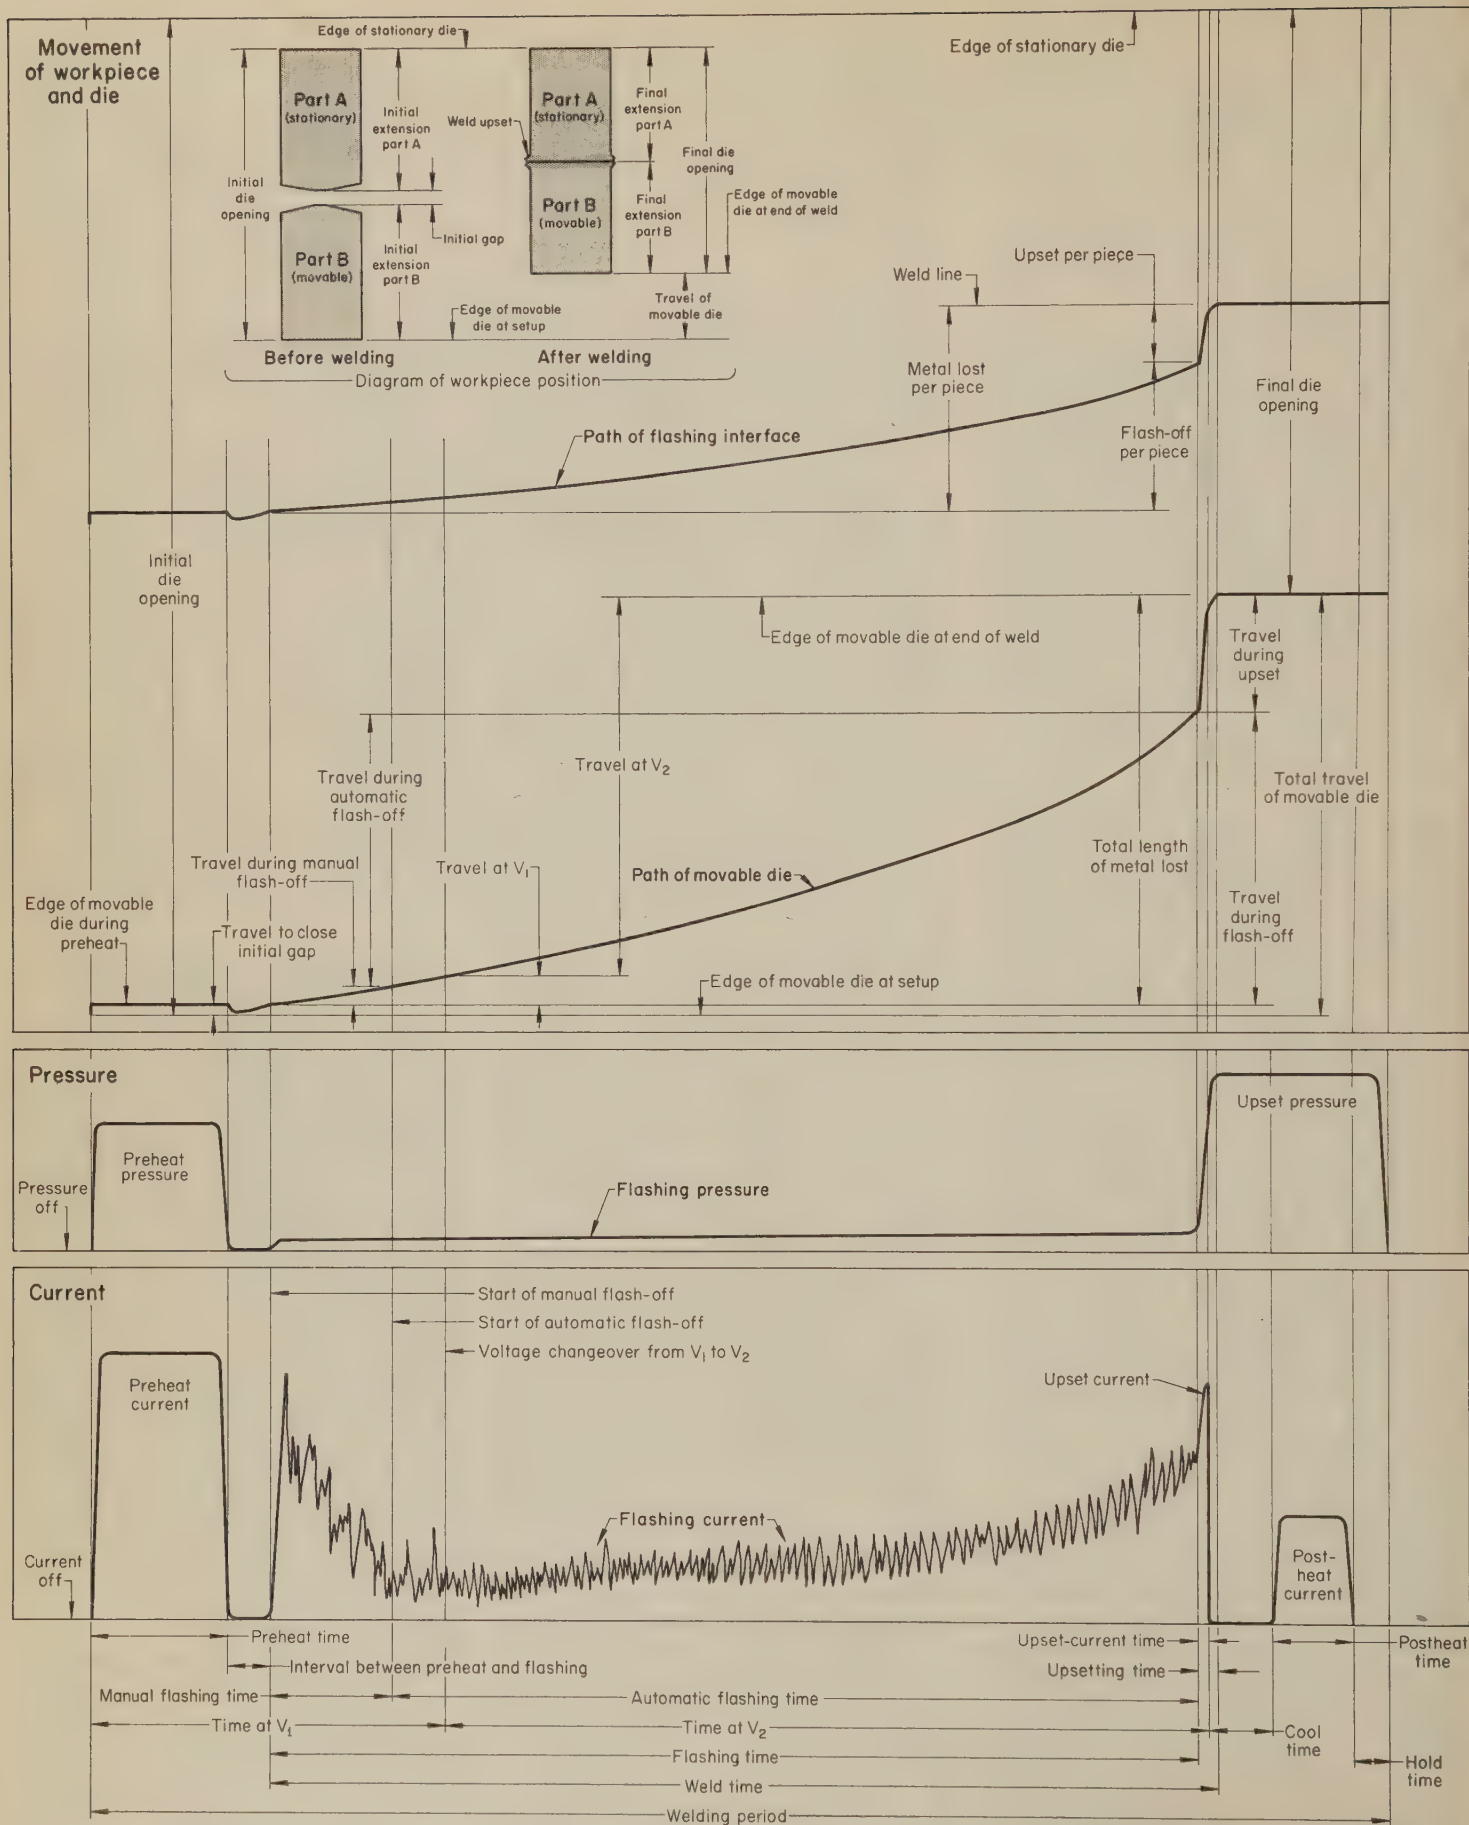 Movement
of workpiece
and die
Edge of stationary die
Edge of stationary die
Part A
(stationary)
Initial
extension
part A
Initial
die
opening
Part B
(movable)
Initial gap
Initial
extension
part B
Weld upset
Part A
(stationary)
Final
extension
part A
Final die
opening
Part B
(movable)
Final
extension
part B
Edge of movable
die at end of weld
Travel of
movable die
Edge of movable
die at setup
Before welding
After welding
Diagram of workpiece position
Upset per piece
Weld line
Metal lost
per piece
Final die
opening
Flash-off
per piece
Path of flashing interface
Initial
die
opening
Edge of movable die at end of weld
Travel
during
upset
Travel at V2
Travel during
automatic
flash-off
Total travel
of movable die
Total length
of metal lost
Travel during manual
flash-off
Travel at V1
Path of movable die
Edge of movable
die during
preheat
Travel to close
initial gap
Travel
during
flash-off
Edge of movable die at setup
Pressure
Preheat
pressure
Upset pressure
Pressure
off
Flashing pressure
Current
Start of manual flash-off
Start of automatic flash-off
Voltage changeover from V1 to V2
Preheat
current
Upset current
Flashing current
Current
off
Post-
heat
current
Preheat time
Upset-current time
Postheat
time
Interval between preheat and flashing
Upsetting time
Manual flashing time
Automatic flashing time
Time at V1
Time at V2
Cool
time
Flashing time
Hold
time
Weld time
Welding period